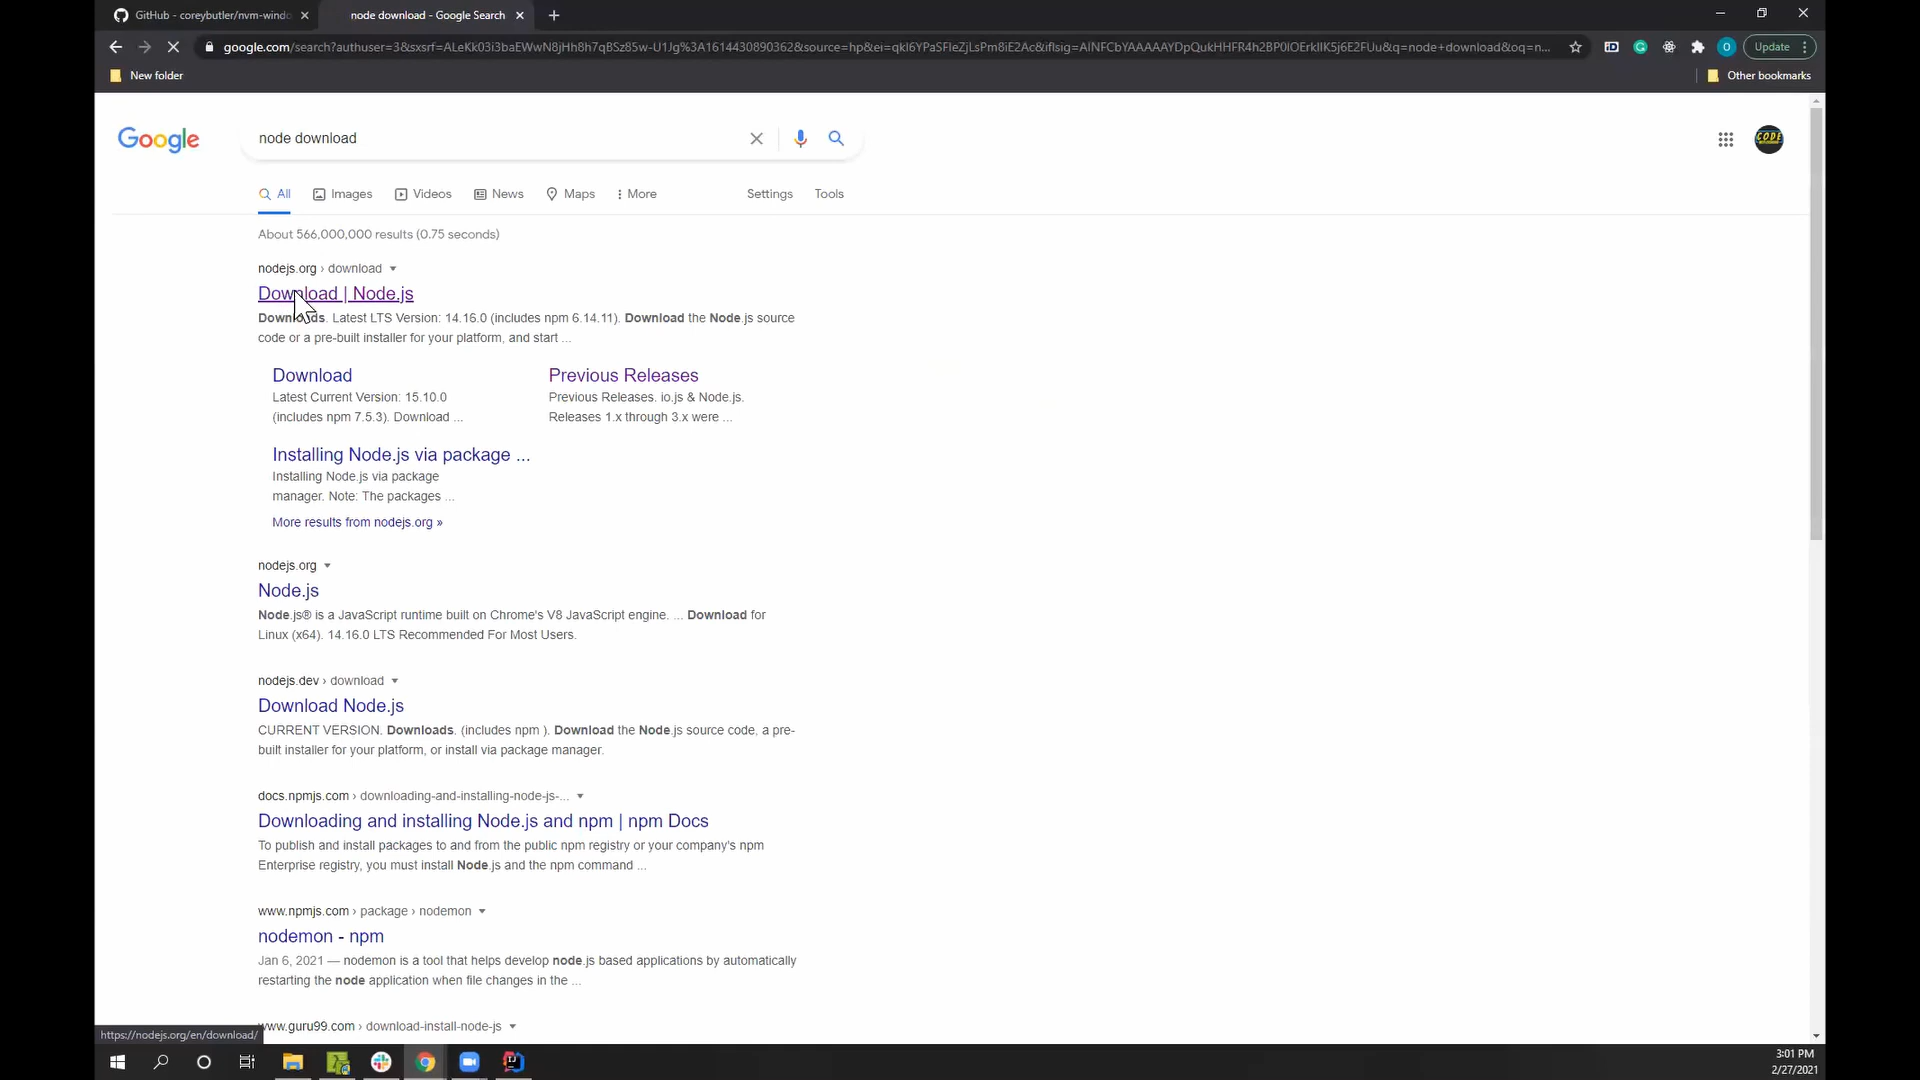 GitHub - coreybutler/nvm-windo
node download - Google Search
google.com/search?authuser=3&sxsrf=ALeKk03i3baEWwN8jHh8h7qBSz85w-U1Jg%3A1614430890362&source=hp&ei=qkI6YPaSFIeZjLsPm8iE2Ac&iflsig=AINFCbYAAAAAYDpQukHHFR4h2BP0lOErkIlK5j6E2FUu&q=node+download&oq=n...
Update
New folder
Other bookmarks
Google
node download
CODE
All
Images
Videos
News
Maps
More
Settings
Tools
About 566,000,000 results (0.75 seconds)
nodejs.org › download
Download | Node.js
Downloads. Latest LTS Version: 14.16.0 (includes npm 6.14.11). Download the Node.js source
code or a pre-built installer for your platform, and start ...
Download
Latest Current Version: 15.10.0
(includes npm 7.5.3). Download ...
Previous Releases
Previous Releases. io.js & Node.js.
Releases 1.x through 3.x were ...
Installing Node.js via package ...
Installing Node.js via package
manager. Note: The packages ...
More results from nodejs.org »
nodejs.org
Node.js
Node.js® is a JavaScript runtime built on Chrome's V8 JavaScript engine. ... Download for
Linux (x64). 14.16.0 LTS Recommended For Most Users.
nodejs.dev › download
Download Node.js
CURRENT VERSION. Downloads. (includes npm ). Download the Node.js source code. a pre-
built installer for your platform, or install via package manager.
docs.npmjs.com › downloading-and-installing-node-js-...
Downloading and installing Node.js and npm | npm Docs
To publish and install packages to and from the public npm registry or your company's npm
Enterprise registry, you must install Node.js and the npm command ...
www.npmjs.com › package › nodemon
nodemon - npm
Jan 6, 2021 — nodemon is a tool that helps develop node.js based applications by automatically
restarting the node application when file changes in the ...
www.guru99.com › download-install-node-js
https://nodejs.org/en/download/
3:01 PM
2/27/2021